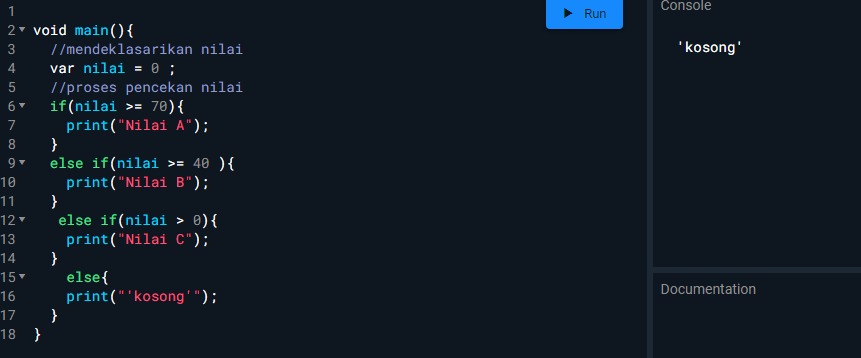 1
2 void main(){
3 //mendeklasarikan nilai
4 var nilai = 0 ;
5 //proses pencekan nilai
6 if(nilai >= 70){
7 print("Nilai A");
8 }
9 else if(nilai >= 40 ){
10 print("Nilai B");
11 }
12 else if(nilai > 0){
13 print("Nilai C");
14 }
15 else{
16 print("'kosong'");
17 }
18 }
Run
Console
'kosong'
Documentation